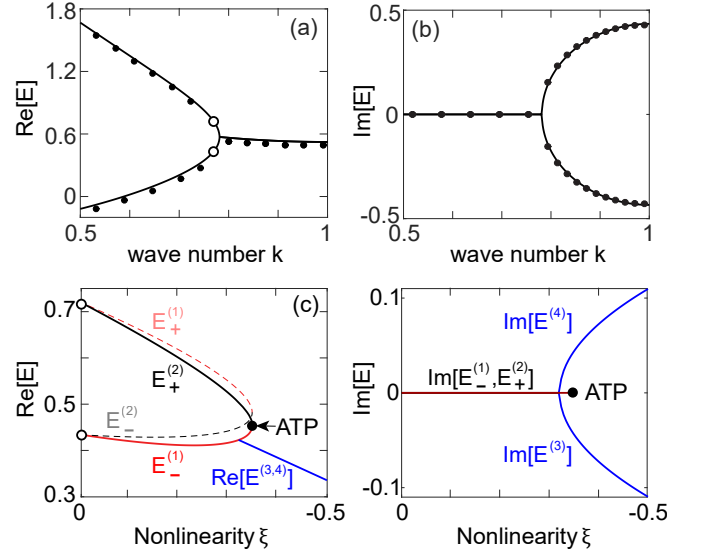 1.8
1.2
0.6
0
Re[E]
(a)
0.5
1
wave number k
0.5
0
-0.5
Im[E]
(b)
0.5
1
wave number k
0.7
0.5
0.3
Re[E]
(c)
E₊⁽¹⁾
E₊⁽²⁾
E₋⁽²⁾
E₋⁽¹⁾
ATP
Re[E⁽³,⁴⁾]
0
-0.5
Nonlinearity ξ
0.1
0
-0.1
Im[E]
Im[E⁽⁴⁾]
Im[E₋⁽¹⁾,E₊⁽²⁾]
ATP
Im[E⁽³⁾]
0
-0.5
Nonlinearity ξ